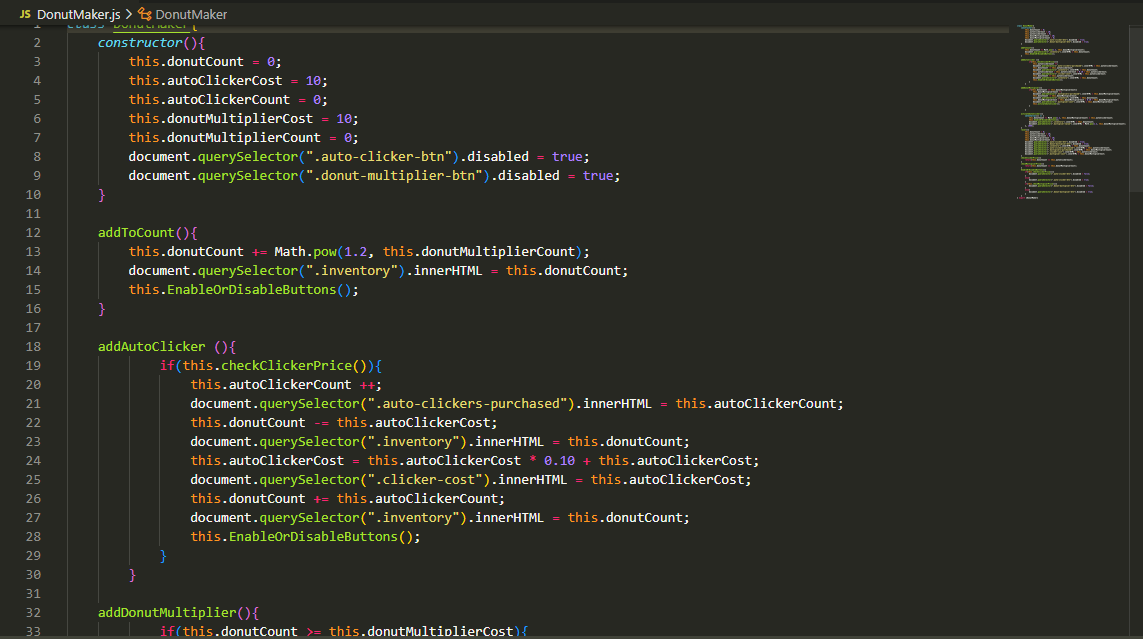 JS DonutMaker.js > DonutMaker
1 class DonutMaker{
2 constructor(){
3 this.donutCount = 0;
4 this.autoClickerCost = 10;
5 this.autoClickerCount = 0;
6 this.donutMultiplierCost = 10;
7 this.donutMultiplierCount = 0;
8 document.querySelector(".auto-clicker-btn").disabled = true;
9 document.querySelector(".donut-multiplier-btn").disabled = true;
10 }
11
12 addToCount(){
13 this.donutCount += Math.pow(1.2, this.donutMultiplierCount);
14 document.querySelector(".inventory").innerHTML = this.donutCount;
15 this.EnableOrDisableButtons();
16 }
17
18 addAutoClicker (){
19 if(this.checkClickerPrice()){
20 this.autoClickerCount ++;
21 document.querySelector(".auto-clickers-purchased").innerHTML = this.autoClickerCount;
22 this.donutCount -= this.autoClickerCost;
23 document.querySelector(".inventory").innerHTML = this.donutCount;
24 this.autoClickerCost = this.autoClickerCost * 0.10 + this.autoClickerCost;
25 document.querySelector(".clicker-cost").innerHTML = this.autoClickerCost;
26 this.donutCount += this.autoClickerCount;
27 document.querySelector(".inventory").innerHTML = this.donutCount;
28 this.EnableOrDisableButtons();
29 }
30 }
31
32 addDonutMultiplier(){
33 if(this.donutCount >= this.donutMultiplierCost){